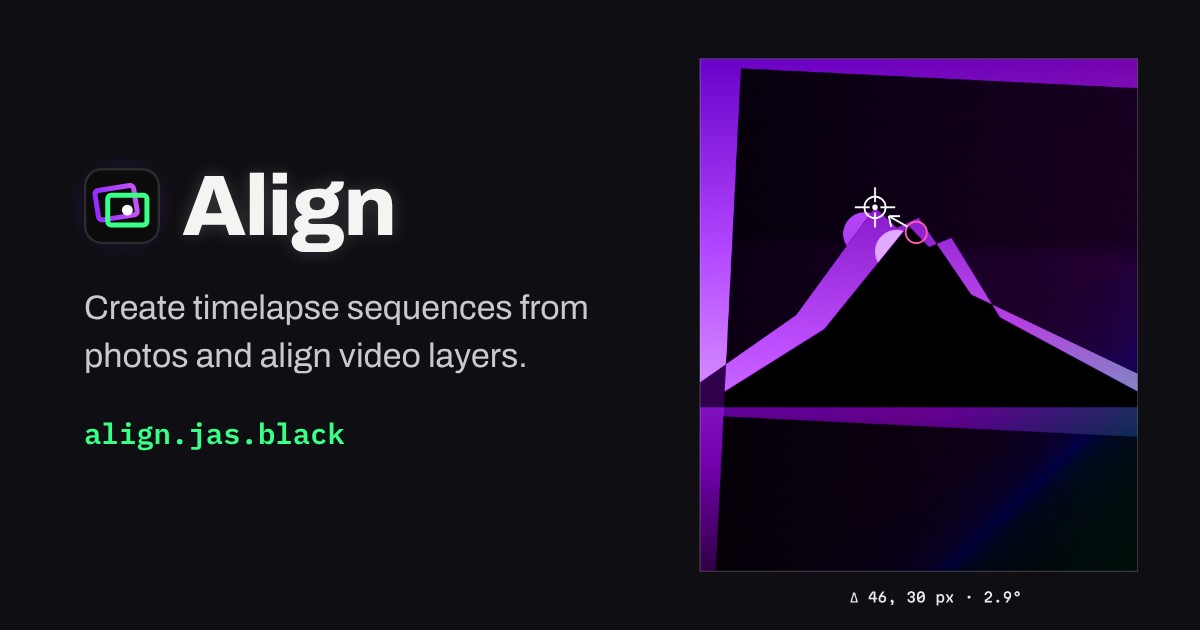 Align
Create timelapse sequences from
photos and align video layers.
align.jas.black
Δ 46, 30 px · 2.9°